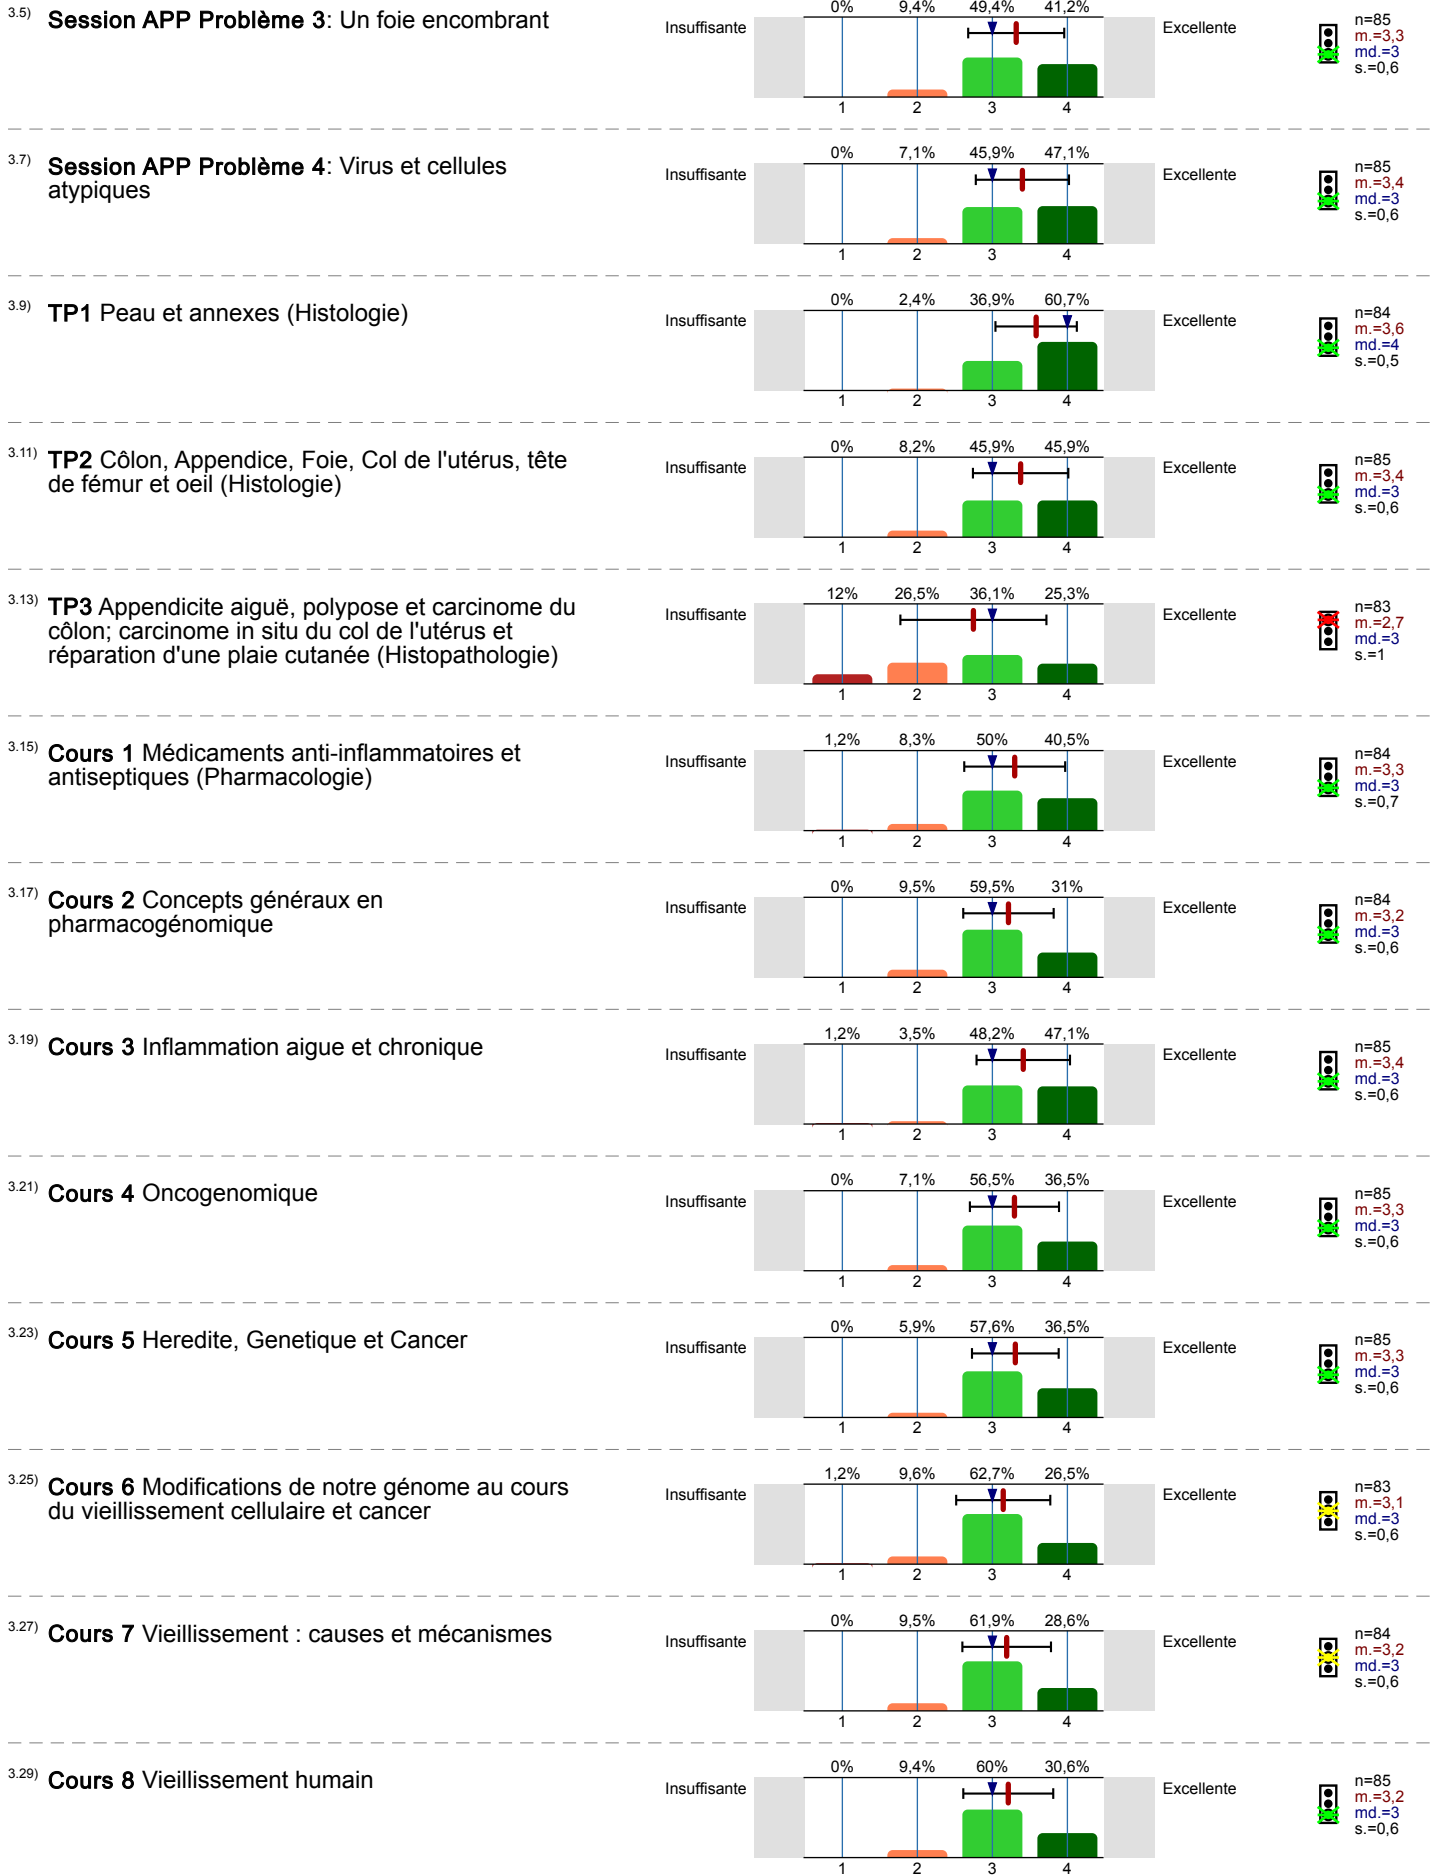 3.5) Session APP Problème 3: Un foie encombrant
0% 9,4% 49,4% 41,2%
Insuffisante Excellente
1 2 3 4
n=85
m.=3,3
md.=3
s.=0,6
3.7) Session APP Problème 4: Virus et cellules
atypiques
0% 7,1% 45,9% 47,1%
Insuffisante Excellente
1 2 3 4
n=85
m.=3,4
md.=3
s.=0,6
3.9) TP1 Peau et annexes (Histologie)
0% 2,4% 36,9% 60,7%
Insuffisante Excellente
1 2 3 4
n=84
m.=3,6
md.=4
s.=0,5
3.11) TP2 Côlon, Appendice, Foie, Col de l'utérus, tête
de fémur et oeil (Histologie)
0% 8,2% 45,9% 45,9%
Insuffisante Excellente
1 2 3 4
n=85
m.=3,4
md.=3
s.=0,6
3.13) TP3 Appendicite aiguë, polypose et carcinome du
côlon; carcinome in situ du col de l'utérus et
réparation d'une plaie cutanée (Histopathologie)
12% 26,5% 36,1% 25,3%
Insuffisante Excellente
1 2 3 4
n=83
m.=2,7
md.=3
s.=1
3.15) Cours 1 Médicaments anti-inflammatoires et
antiseptiques (Pharmacologie)
1,2% 8,3% 50% 40,5%
Insuffisante Excellente
1 2 3 4
n=84
m.=3,3
md.=3
s.=0,7
3.17) Cours 2 Concepts généraux en
pharmacogénomique
0% 9,5% 59,5% 31%
Insuffisante Excellente
1 2 3 4
n=84
m.=3,2
md.=3
s.=0,6
3.19) Cours 3 Inflammation aigue et chronique
1,2% 3,5% 48,2% 47,1%
Insuffisante Excellente
1 2 3 4
n=85
m.=3,4
md.=3
s.=0,6
3.21) Cours 4 Oncogenomique
0% 7,1% 56,5% 36,5%
Insuffisante Excellente
1 2 3 4
n=85
m.=3,3
md.=3
s.=0,6
3.23) Cours 5 Heredite, Genetique et Cancer
0% 5,9% 57,6% 36,5%
Insuffisante Excellente
1 2 3 4
n=85
m.=3,3
md.=3
s.=0,6
3.25) Cours 6 Modifications de notre génome au cours
du vieillissement cellulaire et cancer
1,2% 9,6% 62,7% 26,5%
Insuffisante Excellente
1 2 3 4
n=83
m.=3,1
md.=3
s.=0,6
3.27) Cours 7 Vieillissement : causes et mécanismes
0% 9,5% 61,9% 28,6%
Insuffisante Excellente
1 2 3 4
n=84
m.=3,2
md.=3
s.=0,6
3.29) Cours 8 Vieillissement humain
0% 9,4% 60% 30,6%
Insuffisante Excellente
1 2 3 4
n=85
m.=3,2
md.=3
s.=0,6